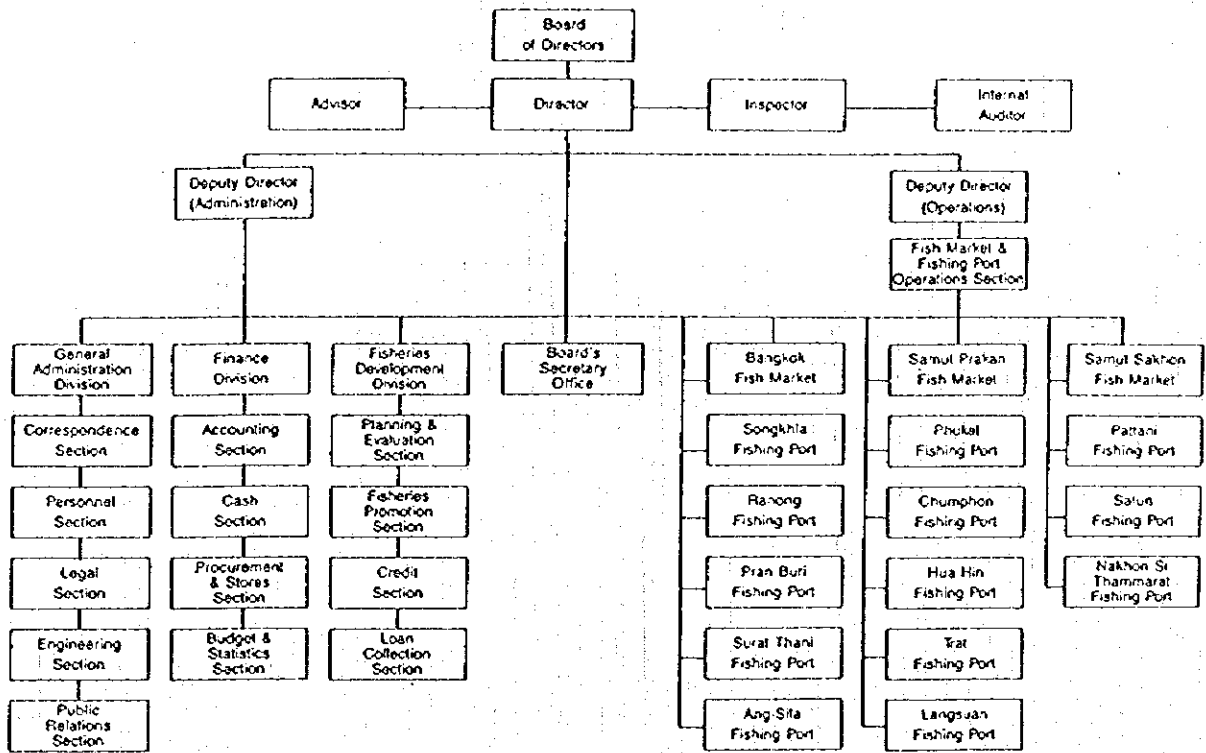 Board
of Directors
Advisor
Director
Inspector
Internal
Auditor
Deputy Director
(Administration)
Deputy Director
(Operations)
Fish Market &
Fishing Port
Operations Section
General
Administration
Division
Finance
Division
Fisheries
Development
Division
Board's
Secretary
Office
Bangkok
Fish Market
Samut Prakan
Fish Market
Samut Sakhon
Fish Market
Correspondence
Section
Accounting
Section
Planning &
Evaluation
Section
Songkhla
Fishing Port
Phuket
Fishing Port
Pattani
Fishing Port
Personnel
Section
Cash
Section
Fisheries
Promotion
Section
Ranong
Fishing Port
Chumphon
Fishing Port
Satun
Fishing Port
Legal
Section
Procurement
& Stores
Section
Credit
Section
Pran Buri
Fishing Port
Hua Hin
Fishing Port
Nakhon Si
Thammarat
Fishing Port
Engineering
Section
Budget &
Statistics
Section
Loan
Collection
Section
Surat Thani
Fishing Port
Trat
Fishing Port
Public
Relations
Section
Ang-Sila
Fishing Port
Langsuan
Fishing Port